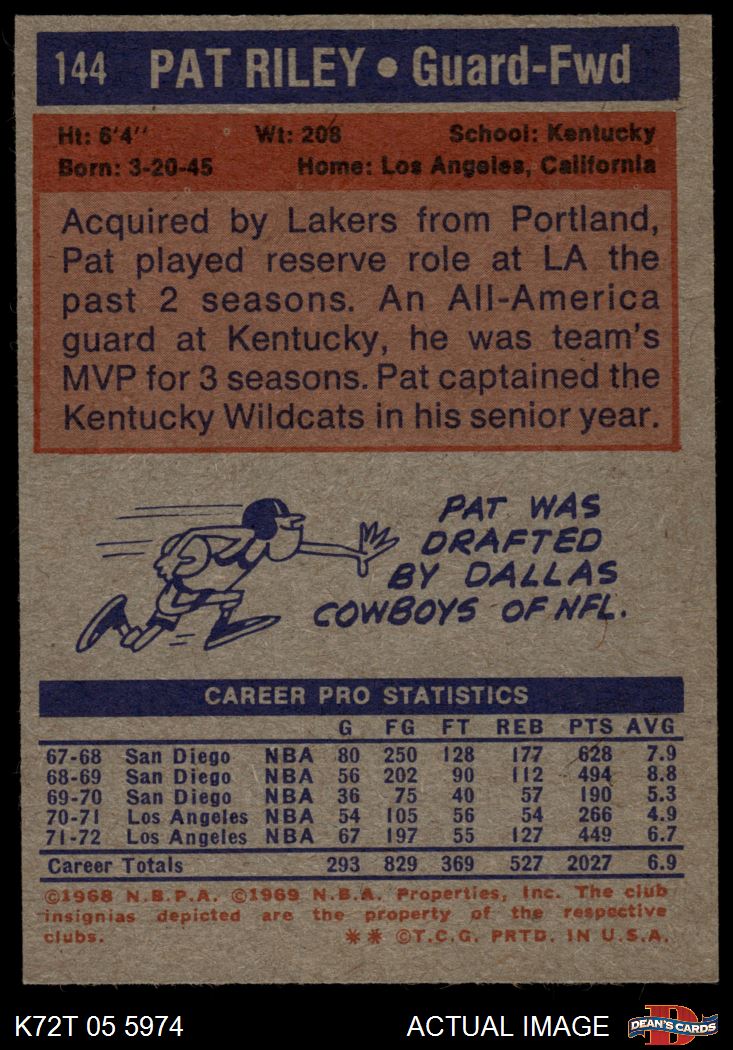 144 PAT RILEY • Guard-Fwd
Ht: 6'4" Wt: 208 School: Kentucky
Born: 3-20-45 Home: Los Angeles, California
Acquired by Lakers from Portland,
Pat played reserve role at LA the
past 2 seasons. An All-America
guard at Kentucky, he was team's
MVP for 3 seasons. Pat captained the
Kentucky Wildcats in his senior year.
PAT WAS
DRAFTED
BY DALLAS
COWBOYS OF NFL.
CAREER PRO STATISTICS
G FG FT REB PTS AVG
67-68 San Diego NBA 80 250 128 177 628 7.9
68-69 San Diego NBA 56 202 90 112 494 8.8
69-70 San Diego NBA 36 75 40 57 190 5.3
70-71 Los Angeles NBA 54 105 56 54 266 4.9
71-72 Los Angeles NBA 67 197 55 127 449 6.7
Career Totals 293 829 369 527 2027 6.9
©1968 N.B.P.A. ©1969 N.B.A. Properties, Inc. The club
insignias depicted are the property of the respective
clubs. ** ©T.C.G. PRTD. IN U.S.A.
K72T 05 5974 ACTUAL IMAGE DEAN'S CARDS